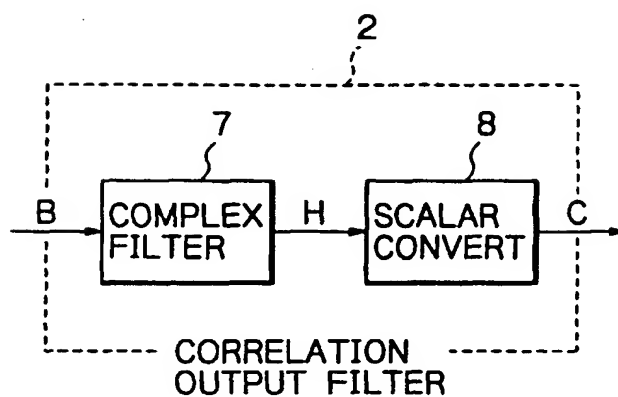 2
7
8
B
COMPLEX
FILTER
H
SCALAR
CONVERT
C
CORRELATION
OUTPUT FILTER